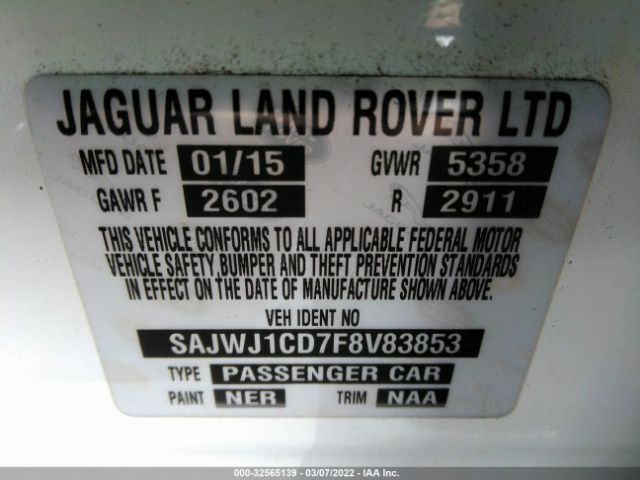 JAGUAR LAND ROVER LTD
MFD DATE 01/15 GVWR 5358
GAWR F 2602 R 2911
THIS VEHICLE CONFORMS TO ALL APPLICABLE FEDERAL MOTOR
VEHICLE SAFETY, BUMPER AND THEFT PREVENTION STANDARDS
IN EFFECT ON THE DATE OF MANUFACTURE SHOWN ABOVE.
VEH IDENT NO
SAJWJ1CD7F8V83853
TYPE PASSENGER CAR
PAINT NER TRIM NAA
000-32565139 - 03/07/2022 - IAA Inc.